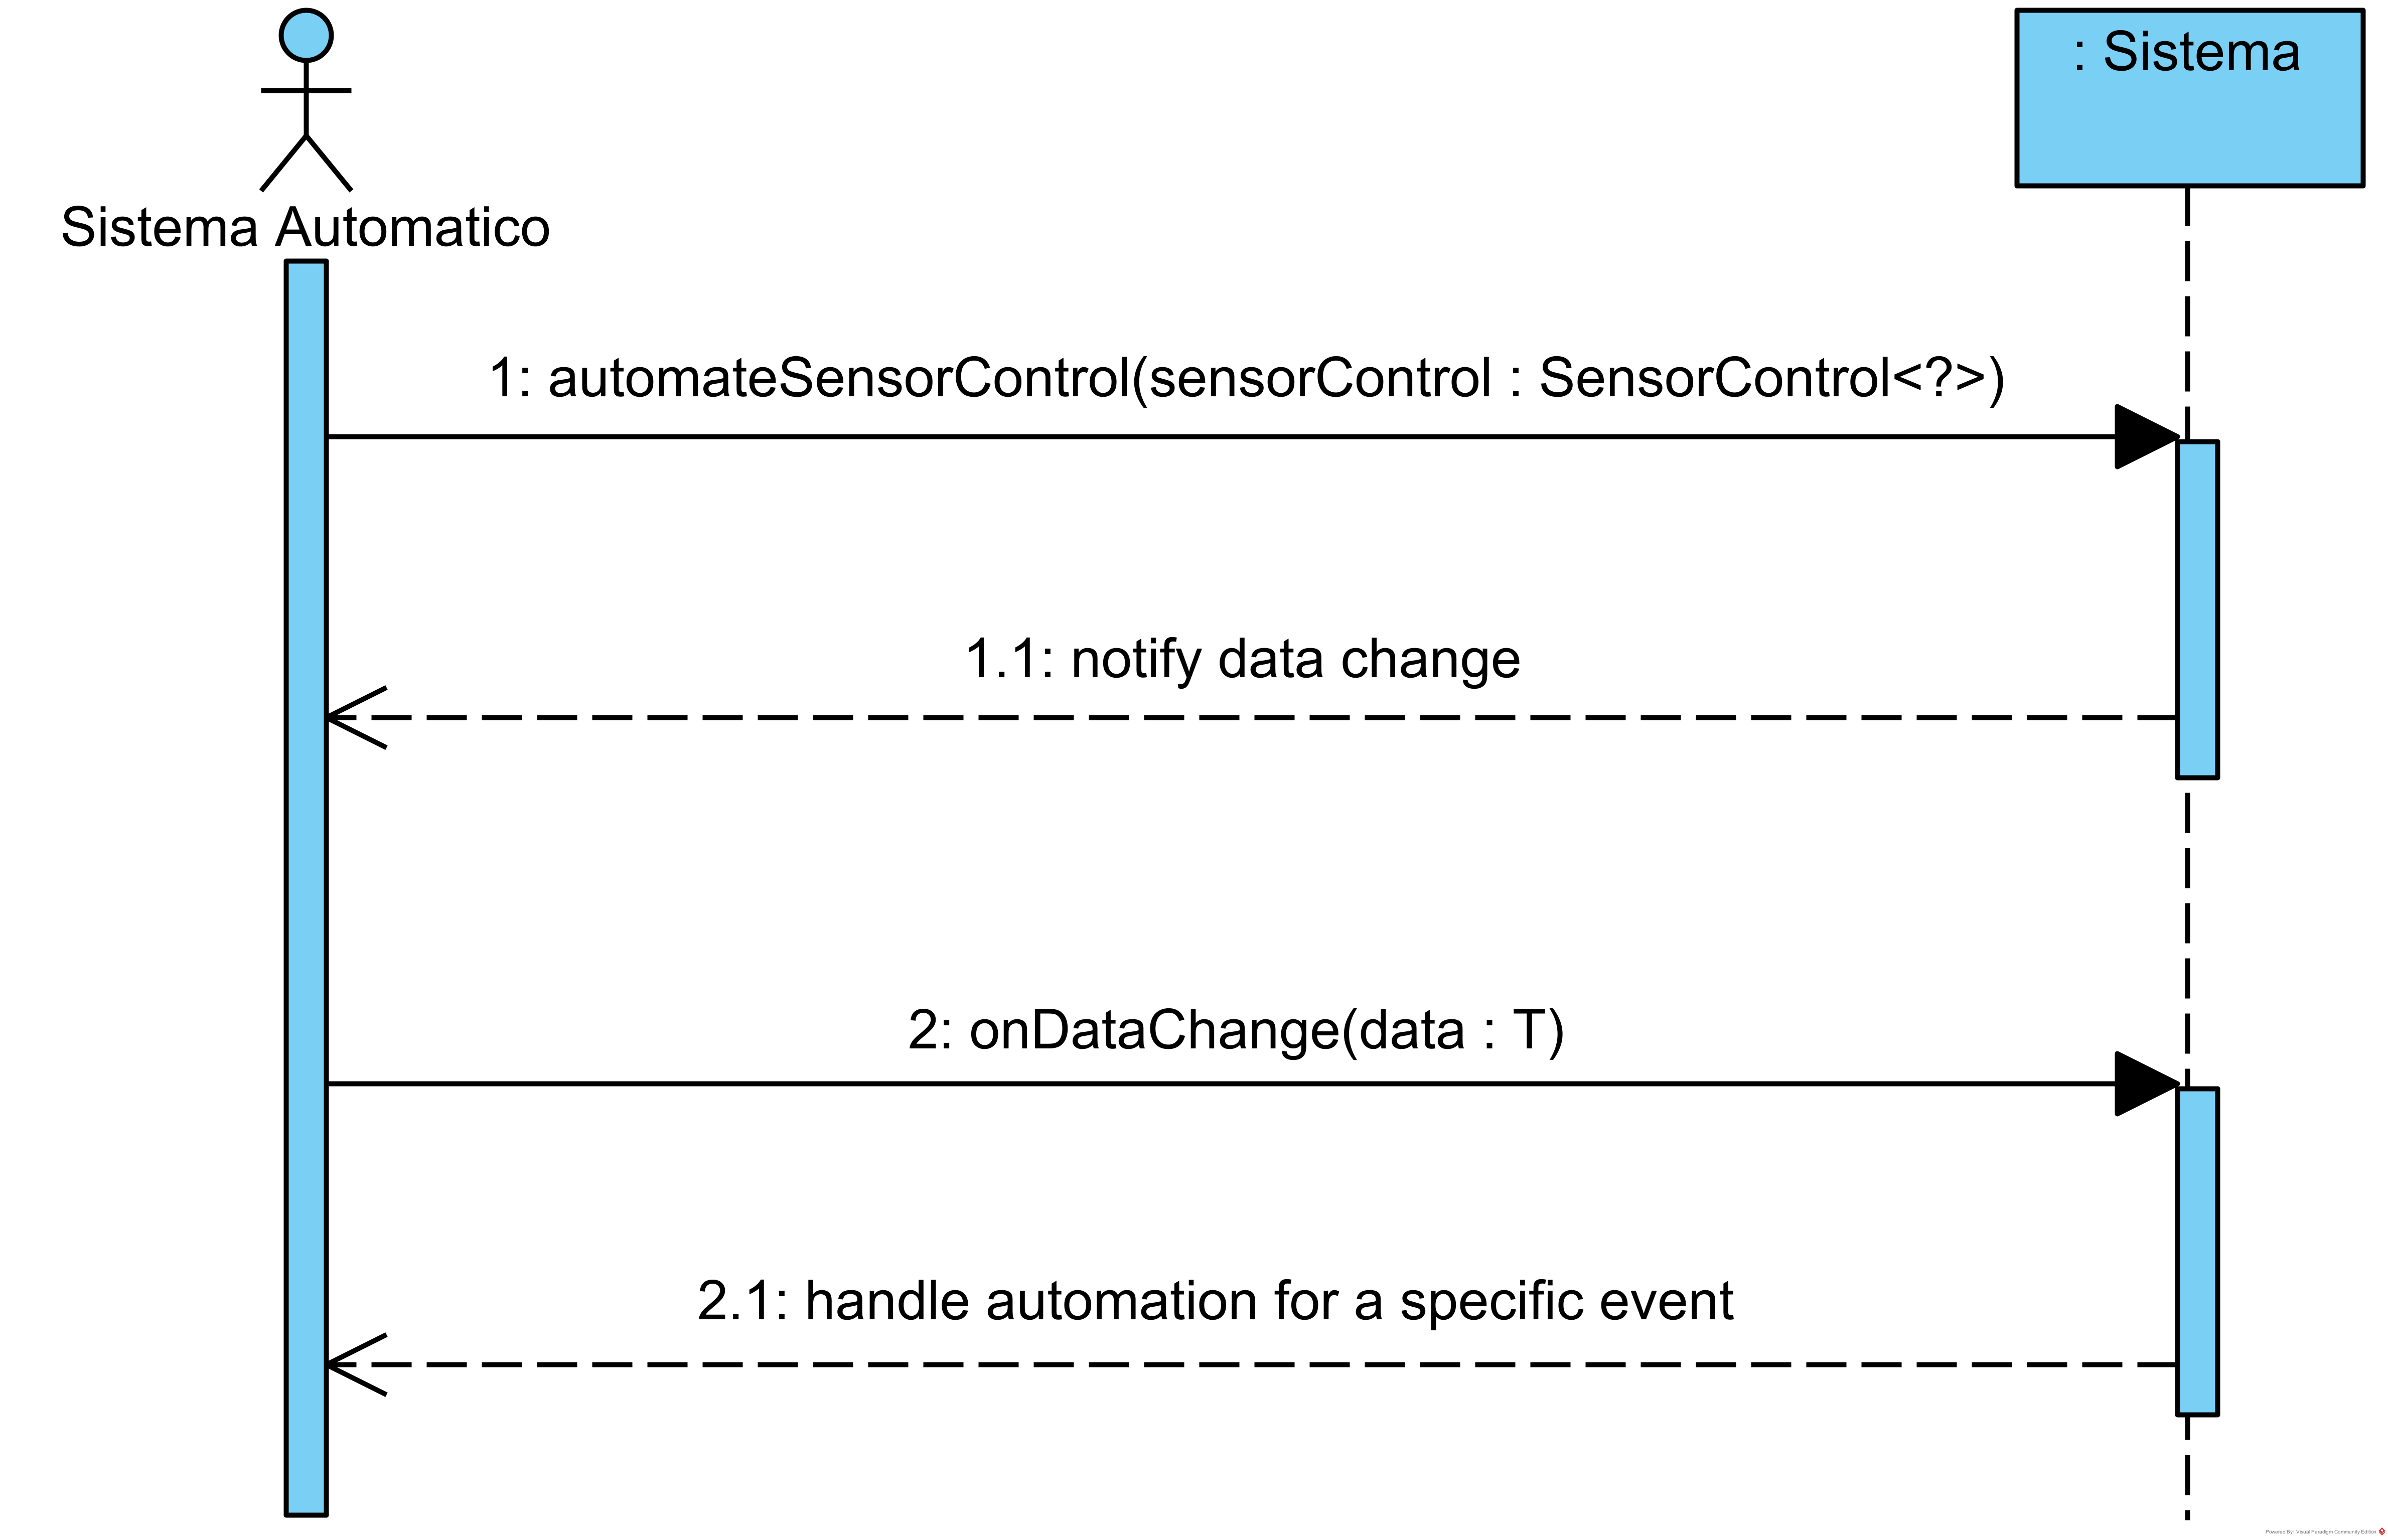 : Sistema
Sistema Automatico
1: automateSensorControl(sensorControl : SensorControl<?>)
1.1: notify data change
2: onDataChange(data : T)
2.1: handle automation for a specific event
Powered By: Visual Paradigm Community Edition